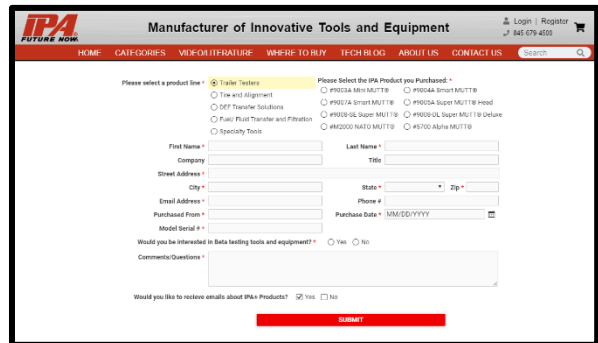 IPA®
FUTURE NOW.
Manufacturer of Innovative Tools and Equipment
Login | Register
845-679-4500
HOME CATEGORIES VIDEO/LITERATURE WHERE TO BUY TECH BLOG ABOUT US CONTACT US Search
Please select a product line * Trailer Testers
Tire and Alignment
DEF Transfer Solutions
Fuel/ Fluid Transfer and Filtration
Specialty Tools
Please Select the IPA Product you Purchased: *
#9003A Mini MUTT® #9004A Smart MUTT®
#9007A Smart MUTT® #9005A Super MUTT® Head
#9008-SE Super MUTT® #9008-DL Super MUTT® Deluxe
#M2000 NATO MUTT® #5700 Alpha MUTT®
First Name * Last Name *
Company Title
Street Address *
City * State * Zip *
Email Address * Phone #
Purchased From * Purchase Date * MM/DD/YYYY
Model Serial # *
Would you be interested in Beta testing tools and equipment? * Yes No
Comments/Questions *
Would you like to recieve emails about IPA® Products? Yes No
SUBMIT